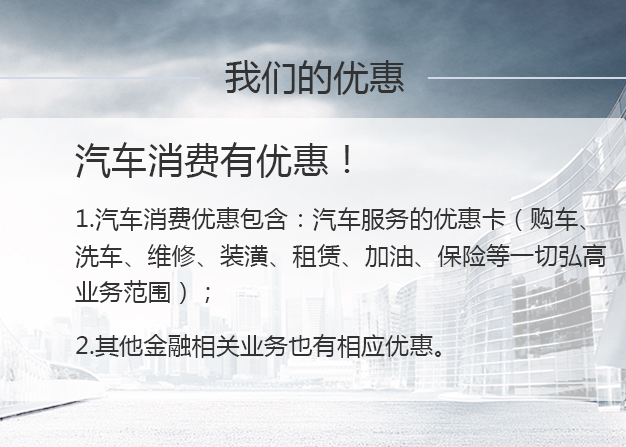 我们的优惠
汽车消费有优惠！
1.汽车消费优惠包含：汽车服务的优惠卡（购车、
洗车、维修、装潢、租赁、加油、保险等一切弘高
业务范围）；
2.其他金融相关业务也有相应优惠。